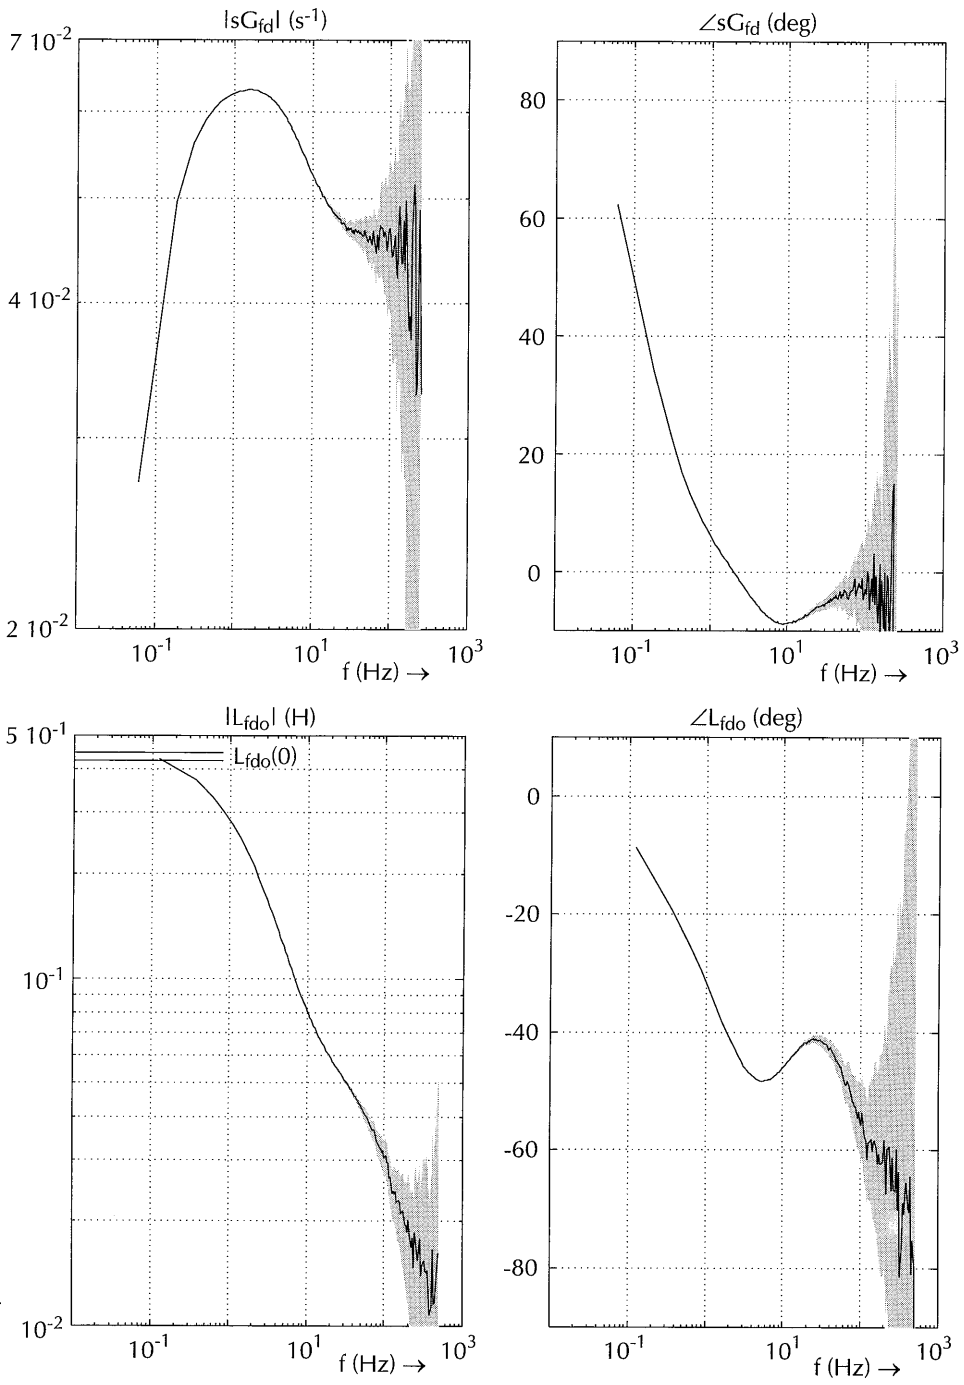 |sG_fd| (s^-1)
7 10^-2
4 10^-2
2 10^-2
10^-1 10^1 10^3
f (Hz) →
∠sG_fd (deg)
80
60
40
20
0
10^-1 10^1 10^3
f (Hz) →
|L_fdo| (H)
5 10^-1
L_fdo(0)
10^-1
10^-2
10^-1 10^1 10^3
f (Hz) →
∠L_fdo (deg)
0
-20
-40
-60
-80
10^-1 10^1 10^3
f (Hz) →